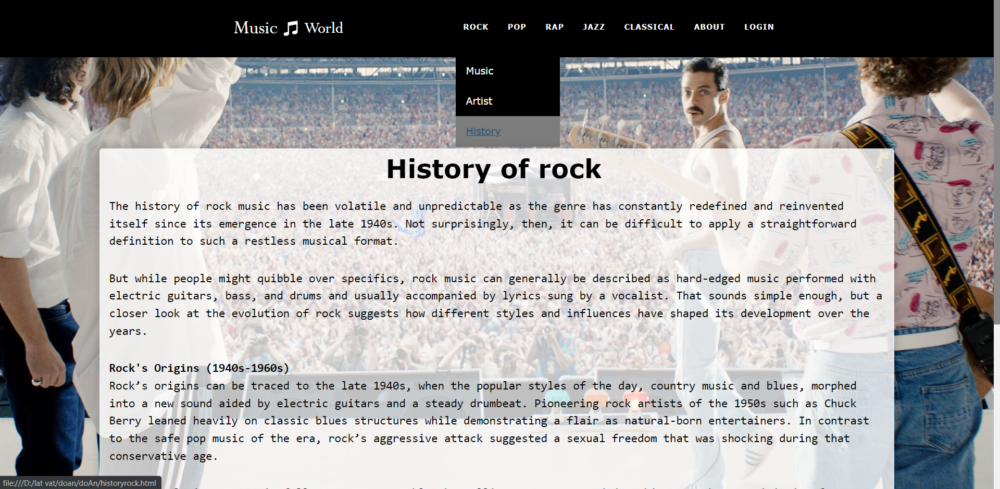 Music World
ROCK POP RAP JAZZ CLASSICAL ABOUT LOGIN
Music
Artist
History
History of rock
The history of rock music has been volatile and unpredictable as the genre has constantly redefined and reinvented
itself since its emergence in the late 1940s. Not surprisingly, then, it can be difficult to apply a straightforward
definition to such a restless musical format.
But while people might quibble over specifics, rock music can generally be described as hard-edged music performed with
electric guitars, bass, and drums and usually accompanied by lyrics sung by a vocalist. That sounds simple enough, but a
closer look at the evolution of rock suggests how different styles and influences have shaped its development over the
years.
Rock's Origins (1940s-1960s)
Rock’s origins can be traced to the late 1940s, when the popular styles of the day, country music and blues, morphed
into a new sound aided by electric guitars and a steady drumbeat. Pioneering rock artists of the 1950s such as Chuck
Berry leaned heavily on classic blues structures while demonstrating a flair as natural-born entertainers. In contrast
to the safe pop music of the era, rock’s aggressive attack suggested a sexual freedom that was shocking during that
conservative age.
file:///D:/lat vat/doan/doAn/historyrock.html